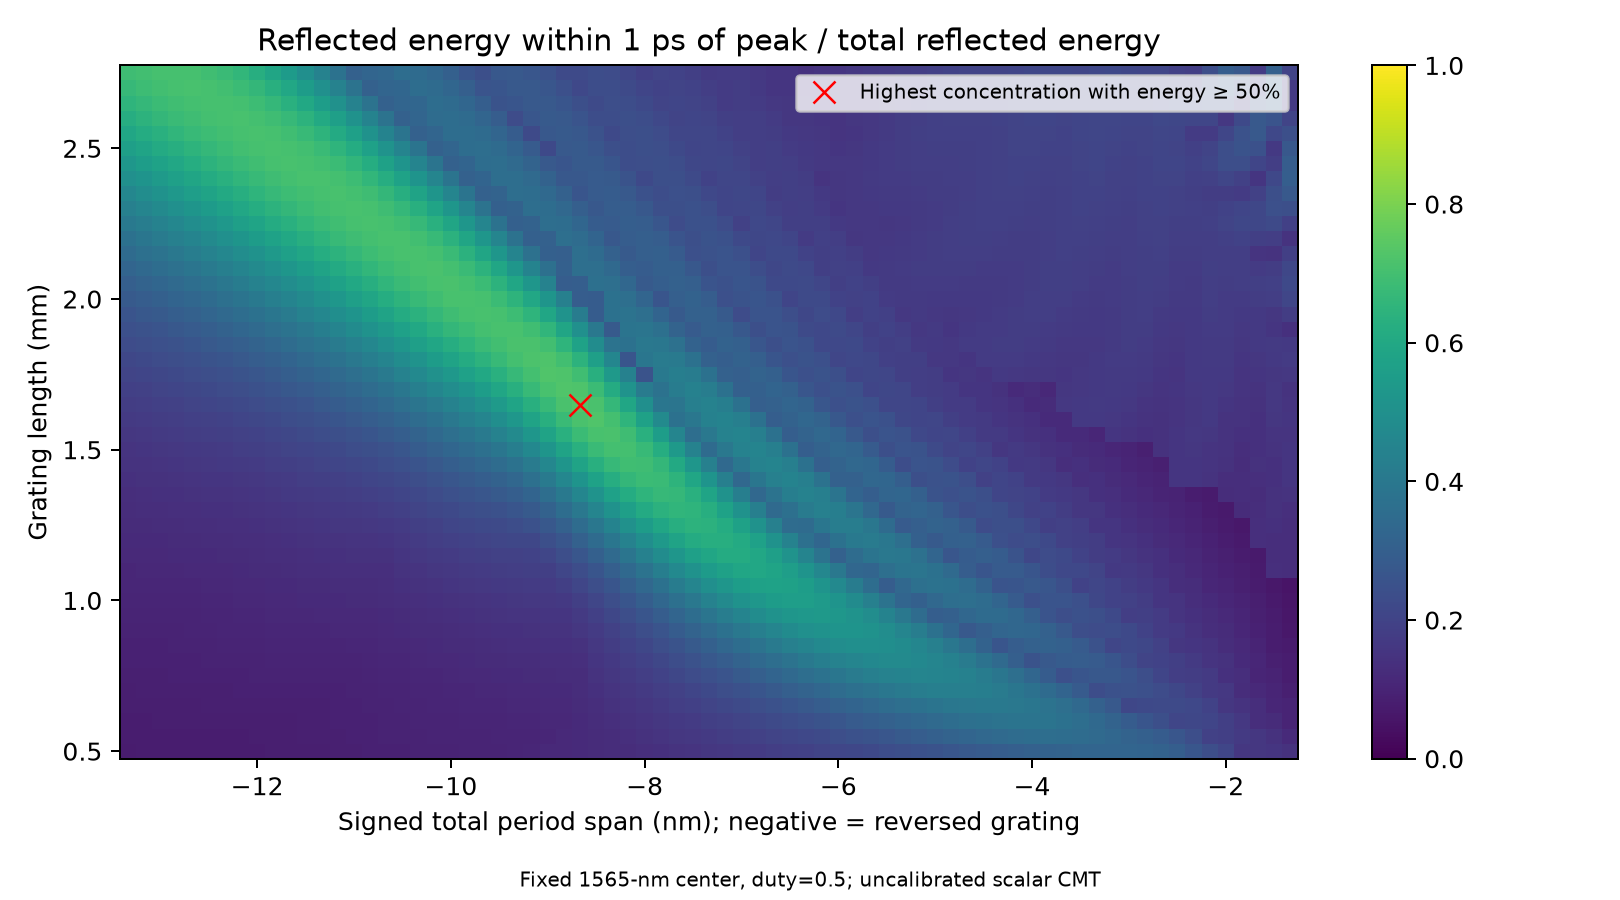 Reflected energy within 1 ps of peak / total reflected energy
Highest concentration with energy ≥ 50%
Grating length (mm)
2.5
2.0
1.5
1.0
0.5
−12 −10 −8 −6 −4 −2
Signed total period span (nm); negative = reversed grating
1.0
0.8
0.6
0.4
0.2
0.0
Fixed 1565-nm center, duty=0.5; uncalibrated scalar CMT